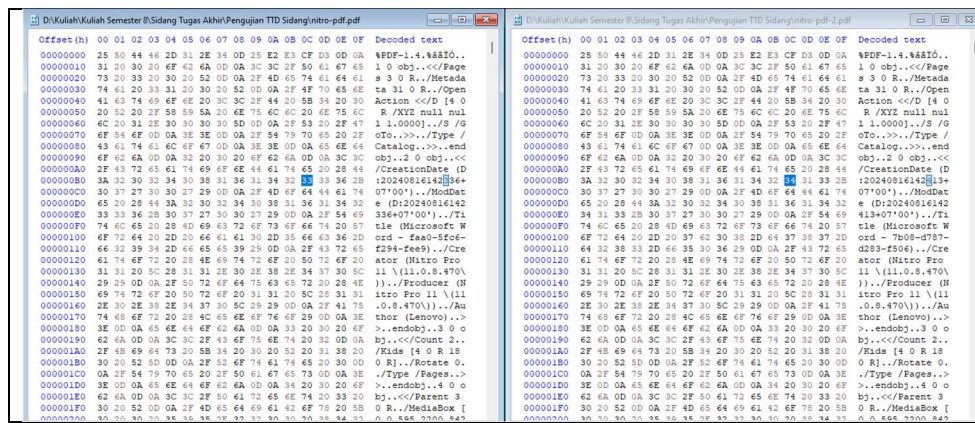 D:\Kuliah\Kuliah Semester 8\Sidang Tugas Akhir\Pengujian TTD Sidang\nitro-pdf.pdf
Offset(h) 00 01 02 03 04 05 06 07 08 09 0A 0B 0C 0D 0E 0F Decoded text
00000000 25 50 44 46 2D 31 2E 34 0D 25 E2 E3 CF D3 0D 0A %PDF-1.4.%âãÏÓ..
00000010 31 20 30 20 6F 62 6A 0D 0A 3C 3C 2F 50 61 67 65 1 0 obj..<</Page
00000020 73 20 33 20 30 20 52 0D 0A 2F 4D 65 74 61 64 61 s 3 0 R../Metada
00000030 74 61 20 33 31 20 30 20 52 0D 0A 2F 4F 70 65 6E ta 31 0 R../Open
00000040 41 63 74 69 6F 6E 20 3C 3C 2F 44 20 5B 34 20 30 Action <</D [4 0
00000050 20 52 20 2F 58 59 5A 20 6E 75 6C 6C 20 6E 75 6C R /XYZ null nul
00000060 6C 20 31 2E 30 30 30 30 5D 0D 0A 2F 53 20 2F 47 l 1.0000]../S /G
00000070 6F 54 6F 0D 0A 3E 3E 0D 0A 2F 54 79 70 65 20 2F oTo..>>../Type /
00000080 43 61 74 61 6C 6F 67 0D 0A 3E 3E 0D 0A 65 6E 64 Catalog..>>..end
00000090 6F 62 6A 0D 0A 32 20 30 20 6F 62 6A 0D 0A 3C 3C obj..2 0 obj..<<
000000A0 2F 43 72 65 61 74 69 6F 6E 44 61 74 65 20 28 44 /CreationDate (D
000000B0 3A 32 30 32 34 30 38 31 36 31 34 32 33 33 36 2B :20240816142336+
000000C0 30 37 27 30 30 27 29 0D 0A 2F 4D 6F 64 44 61 74 07'00')../ModDat
000000D0 65 20 28 44 3A 32 30 32 34 30 38 31 36 31 34 32 e (D:20240816142
000000E0 33 33 36 2B 30 37 27 30 30 27 29 0D 0A 2F 54 69 336+07'00')../Ti
000000F0 74 6C 65 20 28 4D 69 63 72 6F 73 6F 66 74 20 57 tle (Microsoft W
00000100 6F 72 64 20 2D 20 66 61 61 30 2D 35 66 63 36 2D ord - faa0-5fc6-
00000110 66 32 39 34 2D 66 65 65 39 29 0D 0A 2F 43 72 65 f294-fee9)../Cre
00000120 61 74 6F 72 20 28 4E 69 74 72 6F 20 50 72 6F 20 ator (Nitro Pro
00000130 31 31 20 5C 28 31 31 2E 30 2E 38 2E 34 37 30 5C 11 \(11.0.8.470\
00000140 29 29 0D 0A 2F 50 72 6F 64 75 63 65 72 20 28 4E ))../Producer (N
00000150 69 74 72 6F 20 50 72 6F 20 31 31 20 5C 28 31 31 itro Pro 11 \(11
00000160 2E 30 2E 38 2E 34 37 30 5C 29 29 0D 0A 2F 41 75 .0.8.470\))../Au
00000170 74 68 6F 72 20 28 4C 65 6E 6F 76 6F 29 0D 0A 3E thor (Lenovo)..>
00000180 3E 0D 0A 65 6E 64 6F 62 6A 0D 0A 33 20 30 20 6F >..endobj..3 0 o
00000190 62 6A 0D 0A 3C 3C 2F 43 6F 75 6E 74 20 32 0D 0A bj..<</Count 2..
000001A0 2F 4B 69 64 73 20 5B 34 20 30 20 52 20 31 38 20 /Kids [4 0 R 18
000001B0 30 20 52 5D 0D 0A 2F 52 6F 74 61 74 65 20 30 0D 0 R]../Rotate 0.
000001C0 0A 2F 54 79 70 65 20 2F 50 61 67 65 73 0D 0A 3E ./Type /Pages..>
000001D0 3E 0D 0A 65 6E 64 6F 62 6A 0D 0A 34 20 30 20 6F >..endobj..4 0 o
000001E0 62 6A 0D 0A 3C 3C 2F 50 61 72 65 6E 74 20 33 20 bj..<</Parent 3
000001F0 30 20 52 0D 0A 2F 4D 65 64 69 61 42 6F 78 20 5B 0 R../MediaBox [
D:\Kuliah\Kuliah Semester 8\Sidang Tugas Akhir\Pengujian TTD Sidang\nitro-pdf-2.pdf
Offset(h) 00 01 02 03 04 05 06 07 08 09 0A 0B 0C 0D 0E 0F Decoded text
00000000 25 50 44 46 2D 31 2E 34 0D 25 E2 E3 CF D3 0D 0A %PDF-1.4.%âãÏÓ..
00000010 31 20 30 20 6F 62 6A 0D 0A 3C 3C 2F 50 61 67 65 1 0 obj..<</Page
00000020 73 20 33 20 30 20 52 0D 0A 2F 4D 65 74 61 64 61 s 3 0 R../Metada
00000030 74 61 20 33 31 20 30 20 52 0D 0A 2F 4F 70 65 6E ta 31 0 R../Open
00000040 41 63 74 69 6F 6E 20 3C 3C 2F 44 20 5B 34 20 30 Action <</D [4 0
00000050 20 52 20 2F 58 59 5A 20 6E 75 6C 6C 20 6E 75 6C R /XYZ null nul
00000060 6C 20 31 2E 30 30 30 30 5D 0D 0A 2F 53 20 2F 47 l 1.0000]../S /G
00000070 6F 54 6F 0D 0A 3E 3E 0D 0A 2F 54 79 70 65 20 2F oTo..>>../Type /
00000080 43 61 74 61 6C 6F 67 0D 0A 3E 3E 0D 0A 65 6E 64 Catalog..>>..end
00000090 6F 62 6A 0D 0A 32 20 30 20 6F 62 6A 0D 0A 3C 3C obj..2 0 obj..<<
000000A0 2F 43 72 65 61 74 69 6F 6E 44 61 74 65 20 28 44 /CreationDate (D
000000B0 3A 32 30 32 34 30 38 31 36 31 34 32 34 31 33 2B :20240816142413+
000000C0 30 37 27 30 30 27 29 0D 0A 2F 4D 6F 64 44 61 74 07'00')../ModDat
000000D0 65 20 28 44 3A 32 30 32 34 30 38 31 36 31 34 32 e (D:20240816142
000000E0 34 31 33 2B 30 37 27 30 30 27 29 0D 0A 2F 54 69 413+07'00')../Ti
000000F0 74 6C 65 20 28 4D 69 63 72 6F 73 6F 66 74 20 57 tle (Microsoft W
00000100 6F 72 64 20 2D 20 37 62 30 38 2D 64 37 38 37 2D ord - 7b08-d787-
00000110 64 32 38 33 2D 66 35 30 36 29 0D 0A 2F 43 72 65 d283-f506)../Cre
00000120 61 74 6F 72 20 28 4E 69 74 72 6F 20 50 72 6F 20 ator (Nitro Pro
00000130 31 31 20 5C 28 31 31 2E 30 2E 38 2E 34 37 30 5C 11 \(11.0.8.470\
00000140 29 29 0D 0A 2F 50 72 6F 64 75 63 65 72 20 28 4E ))../Producer (N
00000150 69 74 72 6F 20 50 72 6F 20 31 31 20 5C 28 31 31 itro Pro 11 \(11
00000160 2E 30 2E 38 2E 34 37 30 5C 29 29 0D 0A 2F 41 75 .0.8.470\))../Au
00000170 74 68 6F 72 20 28 4C 65 6E 6F 76 6F 29 0D 0A 3E thor (Lenovo)..>
00000180 3E 0D 0A 65 6E 64 6F 62 6A 0D 0A 33 20 30 20 6F >..endobj..3 0 o
00000190 62 6A 0D 0A 3C 3C 2F 43 6F 75 6E 74 20 32 0D 0A bj..<</Count 2..
000001A0 2F 4B 69 64 73 20 5B 34 20 30 20 52 20 31 38 20 /Kids [4 0 R 18
000001B0 30 20 52 5D 0D 0A 2F 52 6F 74 61 74 65 20 30 0D 0 R]../Rotate 0.
000001C0 0A 2F 54 79 70 65 20 2F 50 61 67 65 73 0D 0A 3E ./Type /Pages..>
000001D0 3E 0D 0A 65 6E 64 6F 62 6A 0D 0A 34 20 30 20 6F >..endobj..4 0 o
000001E0 62 6A 0D 0A 3C 3C 2F 50 61 72 65 6E 74 20 33 20 bj..<</Parent 3
000001F0 30 20 52 0D 0A 2F 4D 65 64 69 61 42 6F 78 20 5B 0 R../MediaBox [